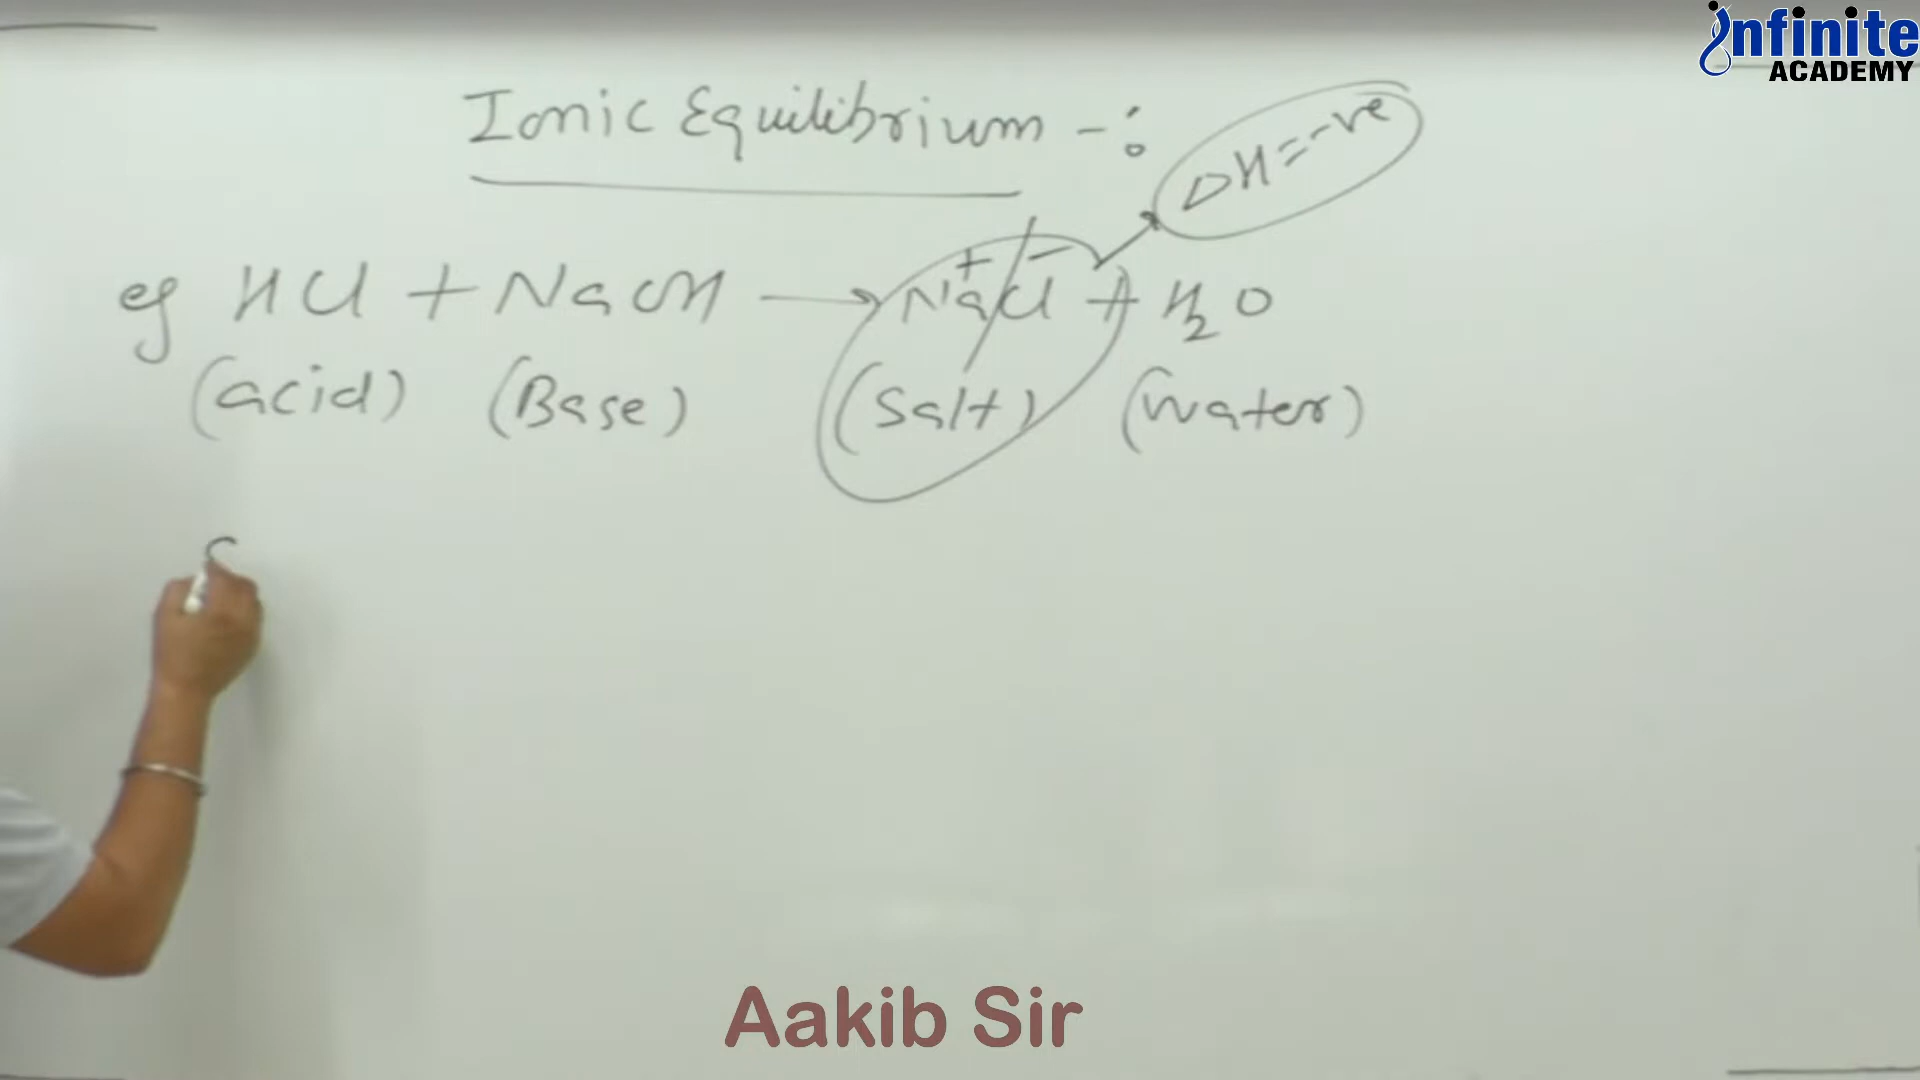 Infinite
ACADEMY
Ionic Equilibrium -:
ΔH = -ve
+ -
eg HCl + NaOH → NaCl + H₂O
(acid) (Base) (Salt) (water)
Aakib Sir